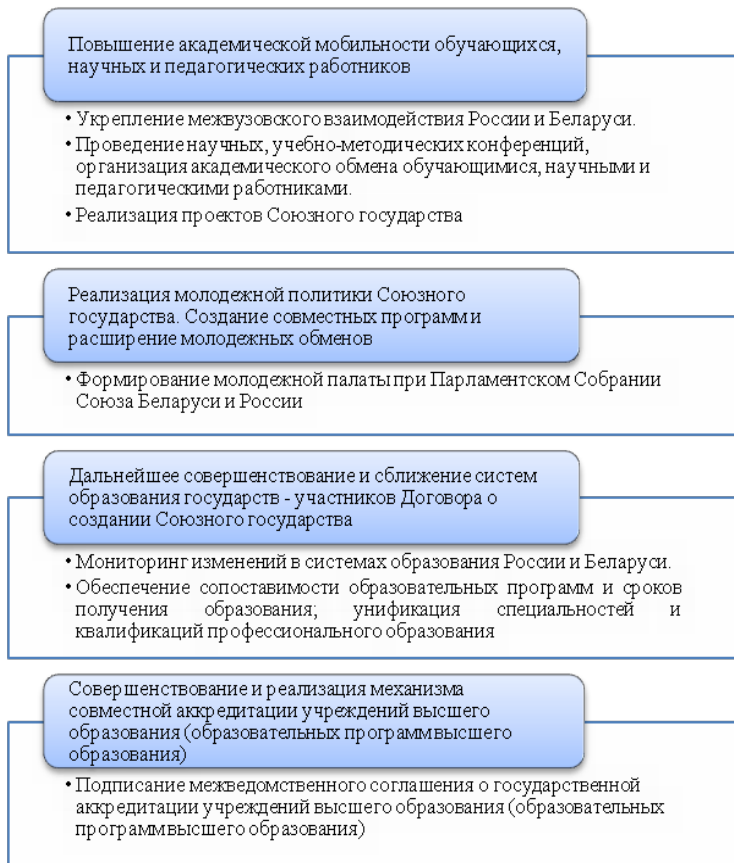 Повышение академической мобильности обучающихся,
научных и педагогических работников
• Укрепление межвузовского взаимодействия России и Беларуси.
• Проведение научных, учебно-методических конференций,
организация академического обмена обучающимися, научными и
педагогическими работниками.
• Реализация проектов Союзного государства
Реализация молодежной политики Союзного
государства. Создание совместных программ и
расширение молодежных обменов
• Формирование молодежной палаты при Парламентском Собрании
Союза Беларуси и России
Дальнейшее совершенствование и сближение систем
образования государств - участников Договора о
создании Союзного государства
• Мониторинг изменений в системах образования России и Беларуси.
• Обеспечение сопоставимости образовательных программ и сроков
получения образования; унификация специальностей и
квалификаций профессионального образования
Совершенствование и реализация механизма
совместной аккредитации учреждений высшего
образования (образовательных программ высшего
образования)
• Подписание межведомственного соглашения о государственной
аккредитации учреждений высшего образования (образовательных
программ высшего образования)